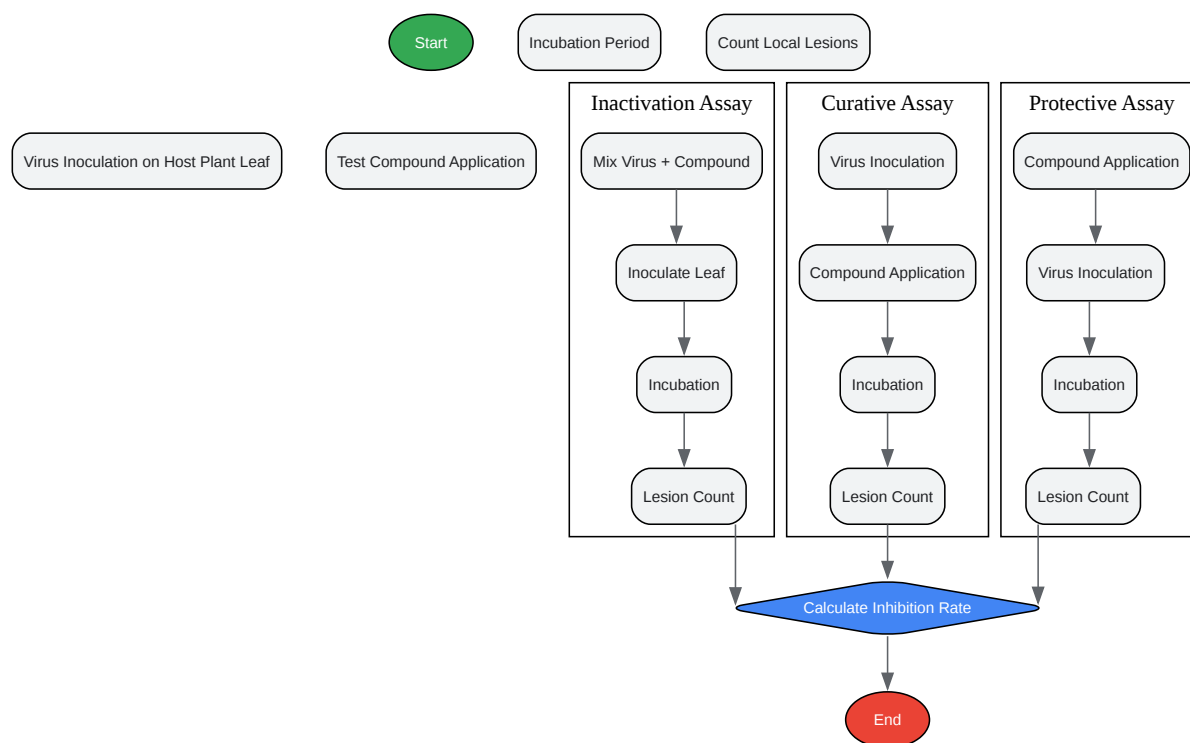 Start
Incubation Period
Count Local Lesions
Inactivation Assay
Curative Assay
Protective Assay
Virus Inoculation on Host Plant Leaf
Test Compound Application
Mix Virus + Compound
Virus Inoculation
Compound Application
Inoculate Leaf
Compound Application
Virus Inoculation
Incubation
Incubation
Incubation
Lesion Count
Lesion Count
Lesion Count
Calculate Inhibition Rate
End